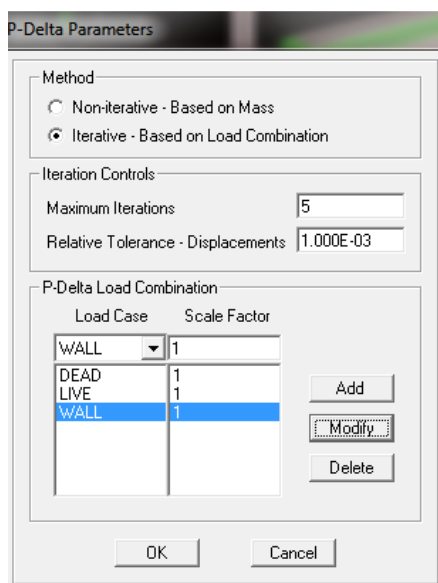 P-Delta Parameters
Method
Non-iterative - Based on Mass
Iterative - Based on Load Combination
Iteration Controls
Maximum Iterations 5
Relative Tolerance - Displacements 1.000E-03
P-Delta Load Combination
Load Case Scale Factor
WALL 1
DEAD 1
LIVE 1
WALL 1
Add
Modify
Delete
OK Cancel